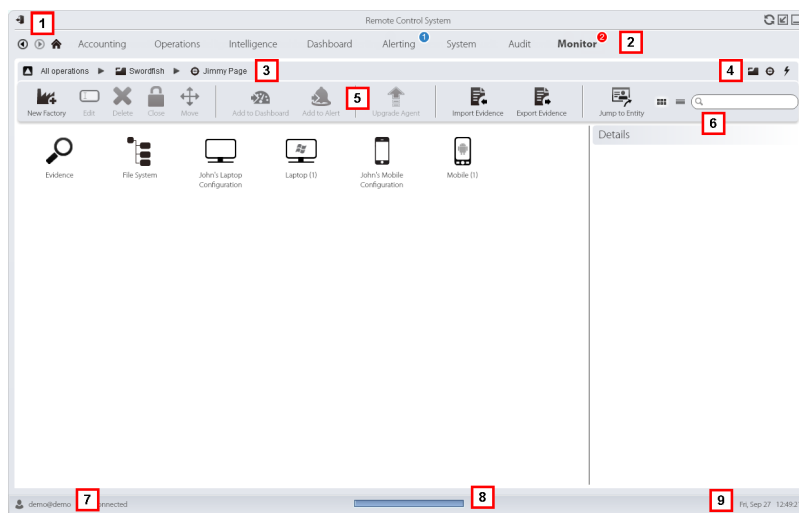 Remote Control System
1
Accounting Operations Intelligence Dashboard Alerting 1 System Audit Monitor 2 2
All operations Swordfish Jimmy Page 3 4
New Factory Edit Delete Close Move Add to Dashboard Add to Alert 5 Upgrade Agent Import Evidence Export Evidence Jump to Entity 6
Details
Evidence File System John's Laptop Configuration Laptop (1) John's Mobile Configuration Mobile (1)
demo@demo 7 8 9 Fri, Sep 27 12:49:2